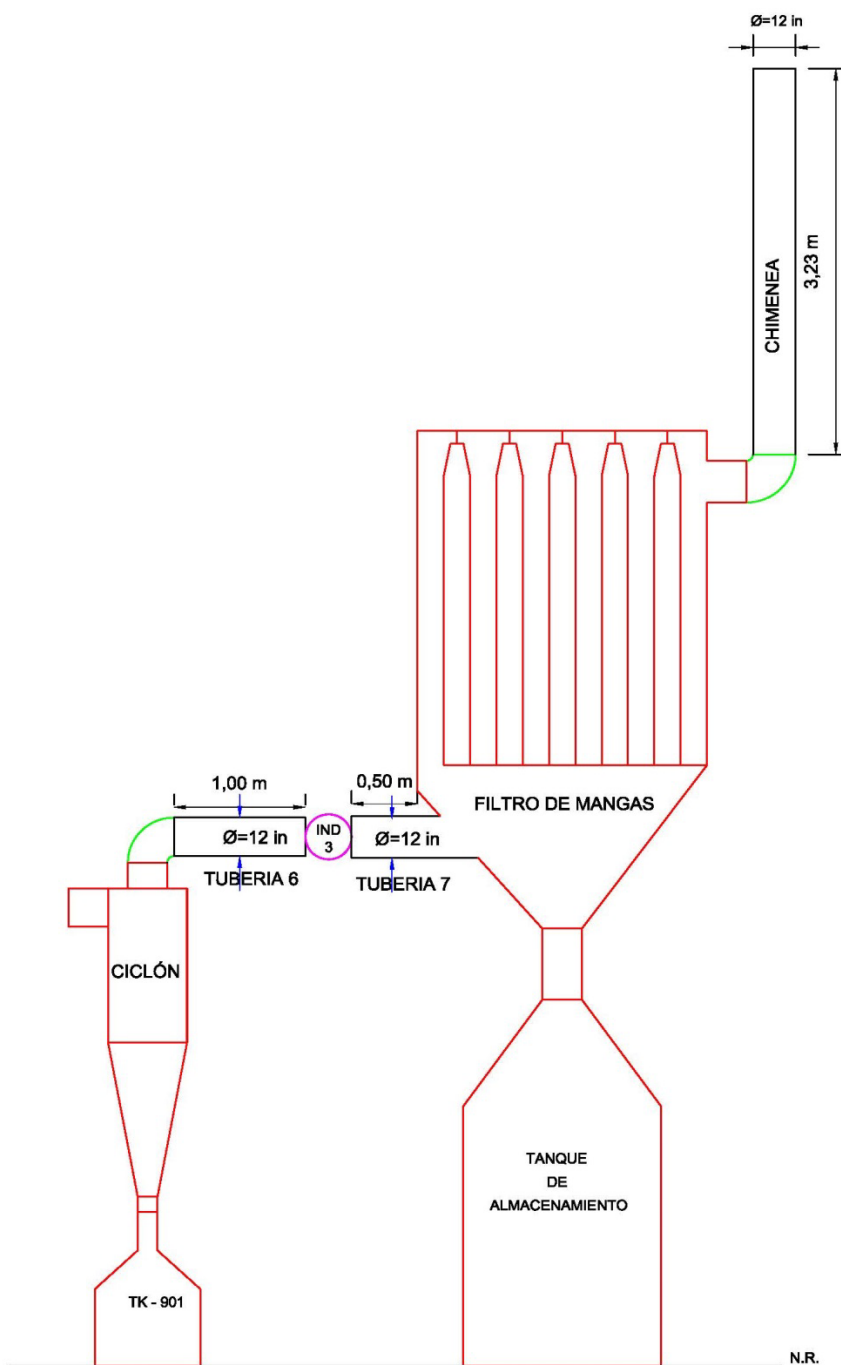 Ø=12 in
CHIMENEA
3,23 m
1,00 m
0,50 m
FILTRO DE MANGAS
Ø=12 in
IND
3
Ø=12 in
TUBERIA 6
TUBERIA 7
CICLÓN
TANQUE
DE
ALMACENAMIENTO
TK - 901
N.R.